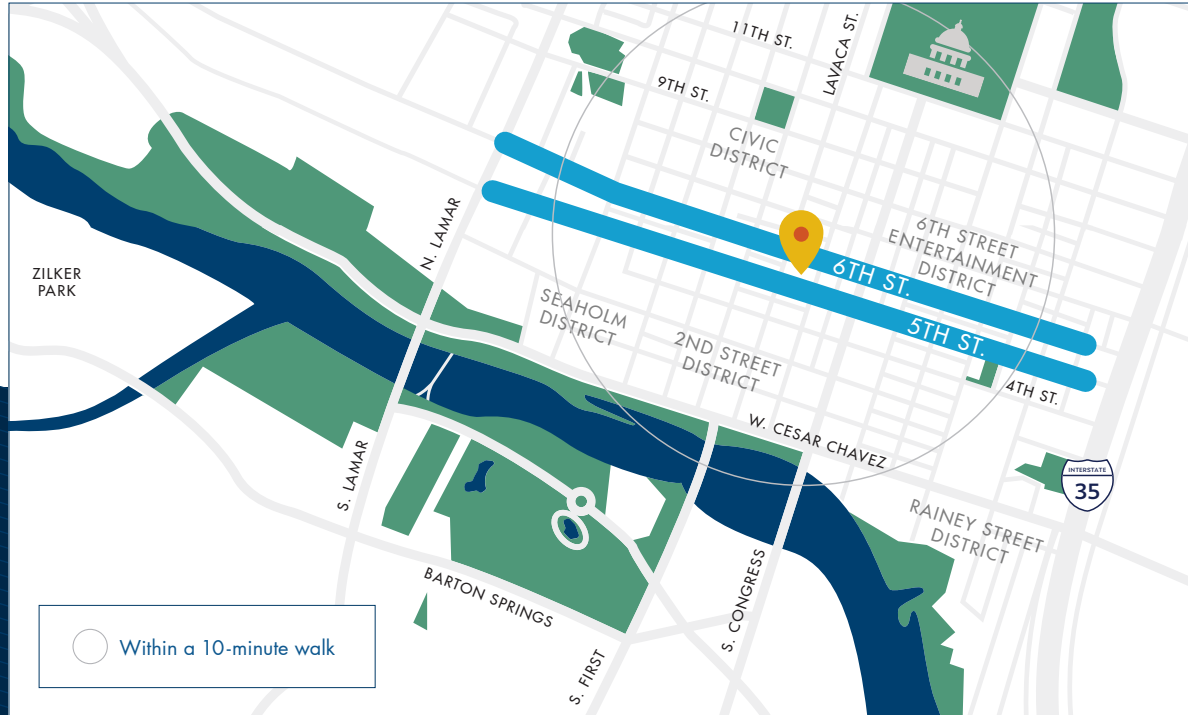 11TH ST.
LAVACA ST.
9TH ST.
CIVIC
DISTRICT
N. LAMAR
6TH STREET
ENTERTAINMENT
DISTRICT
ZILKER
PARK
6TH ST.
SEAHOLM
DISTRICT
5TH ST.
2ND STREET
DISTRICT
4TH ST.
W. CESAR CHAVEZ
S. LAMAR
INTERSTATE
35
RAINEY STREET
DISTRICT
BARTON SPRINGS
S. CONGRESS
S. FIRST
Within a 10-minute walk